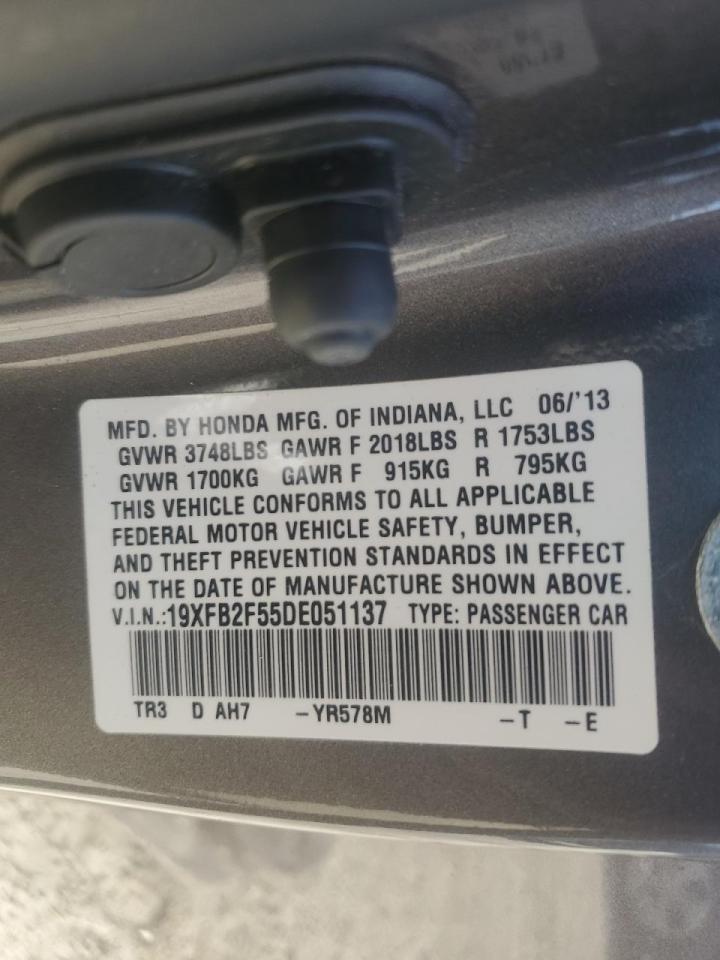 MFD. BY HONDA MFG. OF INDIANA, LLC 06/'13
GVWR 3748LBS GAWR F 2018LBS R 1753LBS
GVWR 1700KG GAWR F 915KG R 795KG
THIS VEHICLE CONFORMS TO ALL APPLICABLE
FEDERAL MOTOR VEHICLE SAFETY, BUMPER,
AND THEFT PREVENTION STANDARDS IN EFFECT
ON THE DATE OF MANUFACTURE SHOWN ABOVE.
V.I.N.:19XFB2F55DE051137 TYPE: PASSENGER CAR
TR3 D AH7 -YR578M -T -E